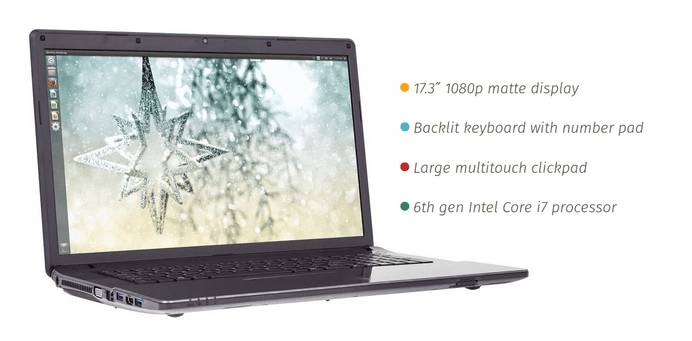 17.3″ 1080p matte display
Backlit keyboard with number pad
Large multitouch clickpad
6th gen Intel Core i7 processor